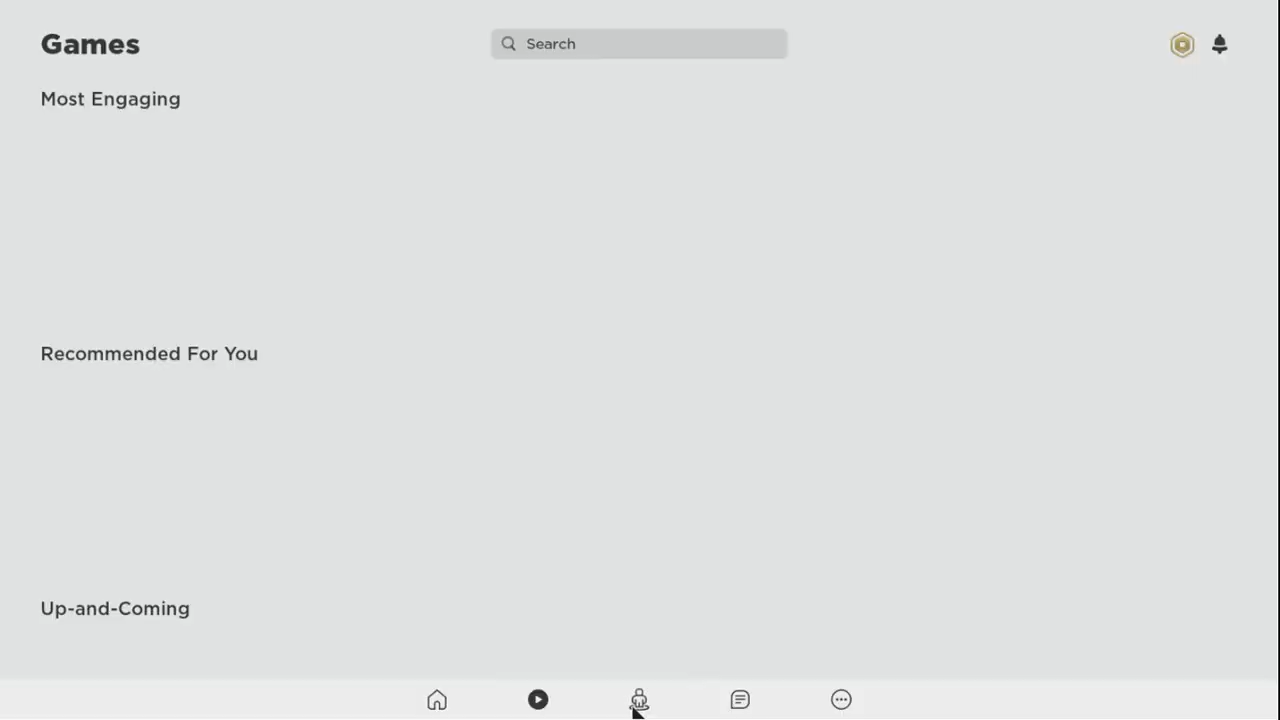 Games
Search
Most Engaging
Recommended For You
Up-and-Coming